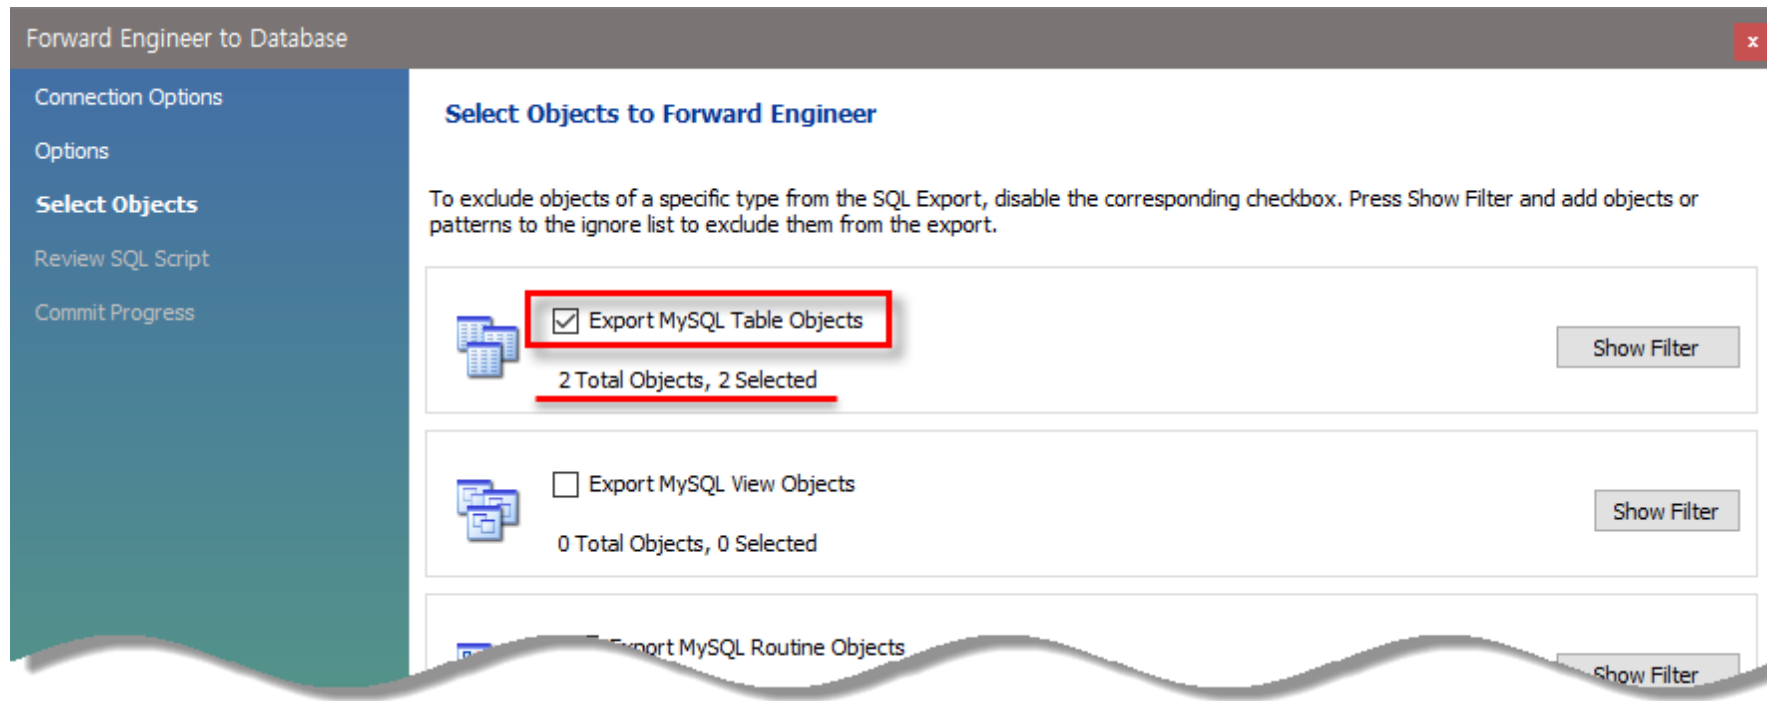 Forward Engineer to Database
x
Connection Options
Options
Select Objects
Review SQL Script
Commit Progress
Select Objects to Forward Engineer
To exclude objects of a specific type from the SQL Export, disable the corresponding checkbox. Press Show Filter and add objects or
patterns to the ignore list to exclude them from the export.
Export MySQL Table Objects
Show Filter
2 Total Objects, 2 Selected
Export MySQL View Objects
Show Filter
0 Total Objects, 0 Selected
Export MySQL Routine Objects
Show Filter